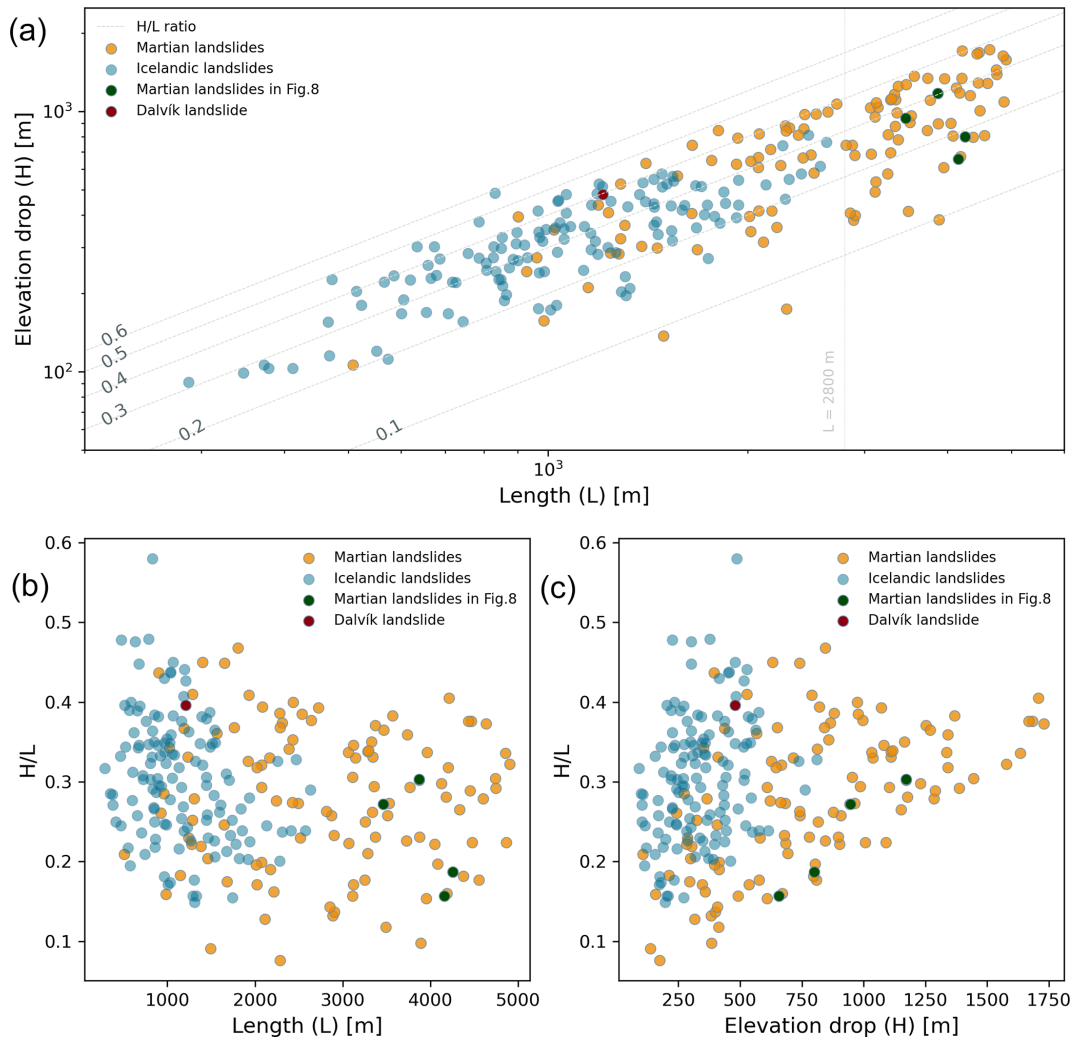 (a)
H/L ratio
Martian landslides
Icelandic landslides
Martian landslides in Fig.8
Dalvík landslide
Elevation drop (H) [m]
10³
10²
0.6
0.5
0.4
0.3
0.2
0.1
L = 2800 m
10³
Length (L) [m]
(b)
Martian landslides
Icelandic landslides
Martian landslides in Fig.8
Dalvík landslide
H/L
0.6
0.5
0.4
0.3
0.2
0.1
1000 2000 3000 4000 5000
Length (L) [m]
(c)
Martian landslides
Icelandic landslides
Martian landslides in Fig.8
Dalvík landslide
H/L
0.6
0.5
0.4
0.3
0.2
0.1
250 500 750 1000 1250 1500 1750
Elevation drop (H) [m]